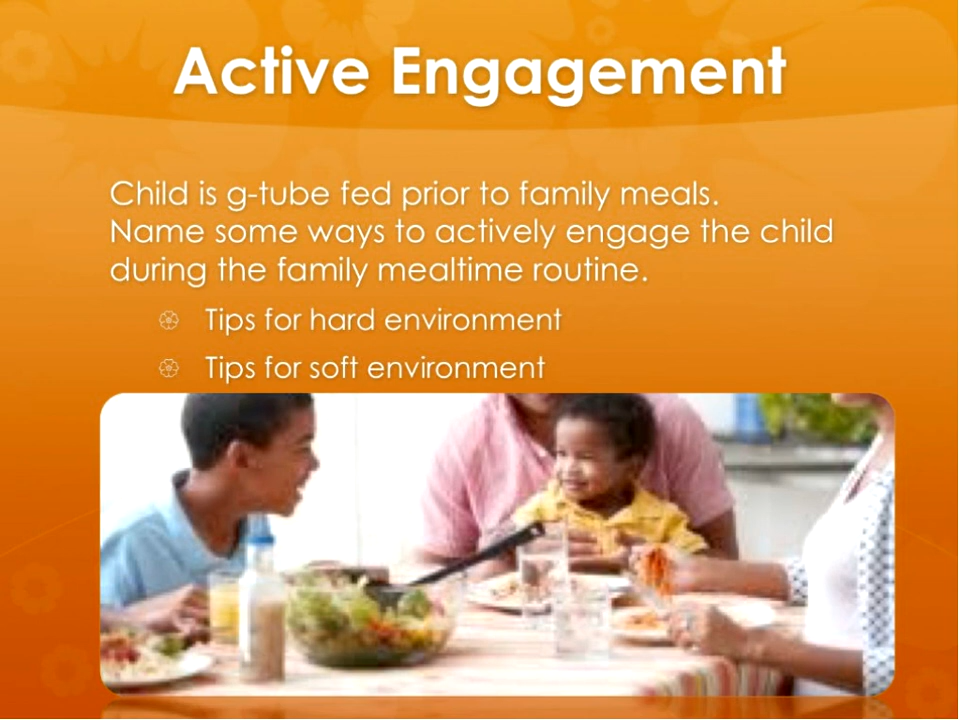 Active Engagement
Child is g-tube fed prior to family meals.
Name some ways to actively engage the child
during the family mealtime routine.
Tips for hard environment
Tips for soft environment